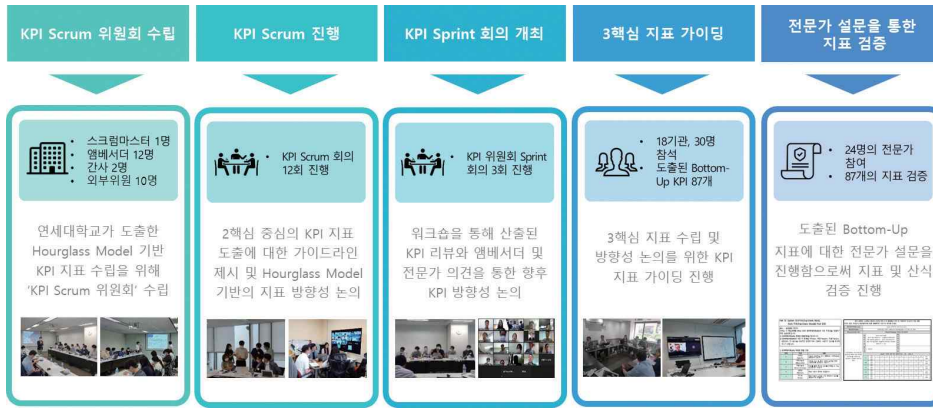 KPI Scrum 위원회 수립
KPI Scrum 진행
KPI Sprint 회의 개최
3핵심 지표 가이딩
전문가 설문을 통한
지표 검증
• 스크럼마스터 1명
• 앰베서더 12명
• 간사 2명
• 외부위원 10명
연세대학교가 도출한
Hourglass Model 기반
KPI 지표 수립을 위해
'KPI Scrum 위원회' 수립
• KPI Scrum 회의
12회 진행
2핵심 중심의 KPI 지표
도출에 대한 가이드라인
제시 및 Hourglass Model
기반의 지표 방향성 논의
• KPI 위원회 Sprint
회의 3회 진행
워크숍을 통해 산출된
KPI 리뷰와 앰베서더 및
전문가 의견을 통한 향후
KPI 방향성 논의
• 18기관, 30명
참석
• 도출된 Bottom-
Up KPI 87개
3핵심 지표 수립 및
방향성 논의를 위한 KPI
지표 가이딩 진행
• 24명의 전문가
참여
• 87개의 지표 검증
도출된 Bottom-Up
지표에 대한 전문가 설문을
진행함으로써 지표 및 산식
검증 진행